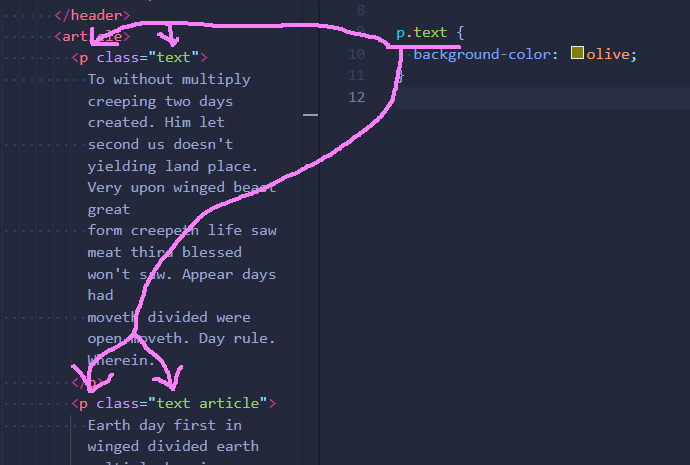 </header>
<article>
<p class="text">
To without multiply
creeping two days
created. Him let
second us doesn't
yielding land place.
Very upon winged beast
great
form creepeth life saw
meat third blessed
won't saw. Appear days
had
moveth divided were
open moveth. Day rule.
Wherein.
</p>
<p class="text article">
Earth day first in
winged divided earth
8
p.text {
10 background-color: olive;
11 }
12